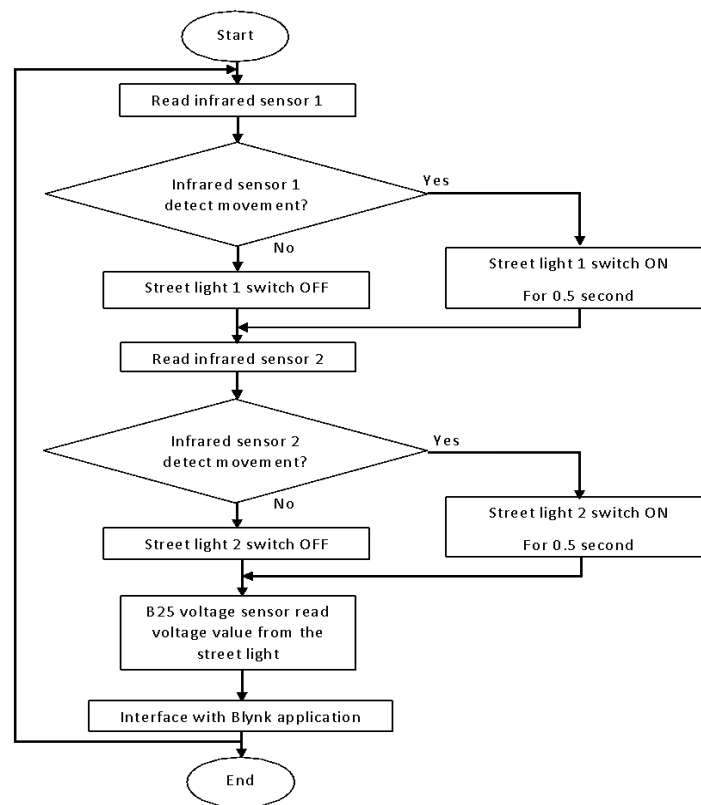 Start
Read infrared sensor 1
Infrared sensor 1
detect movement?
Yes
No
Street light 1 switch OFF
Street light 1 switch ON
For 0.5 second
Read infrared sensor 2
Infrared sensor 2
detect movement?
Yes
No
Street light 2 switch OFF
Street light 2 switch ON
For 0.5 second
B25 voltage sensor read
voltage value from the
street light
Interface with Blynk application
End